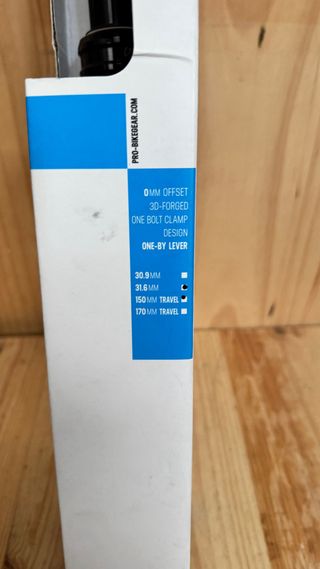 PRO-BIKEGEAR.COM
0MM OFFSET
3D-FORGED
ONE BOLT CLAMP
DESIGN
ONE-BY LEVER
30.9MM
31.6MM
150MM TRAVEL
170MM TRAVEL